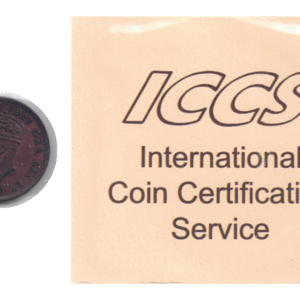 ICCS
International
Coin Certificati
Service